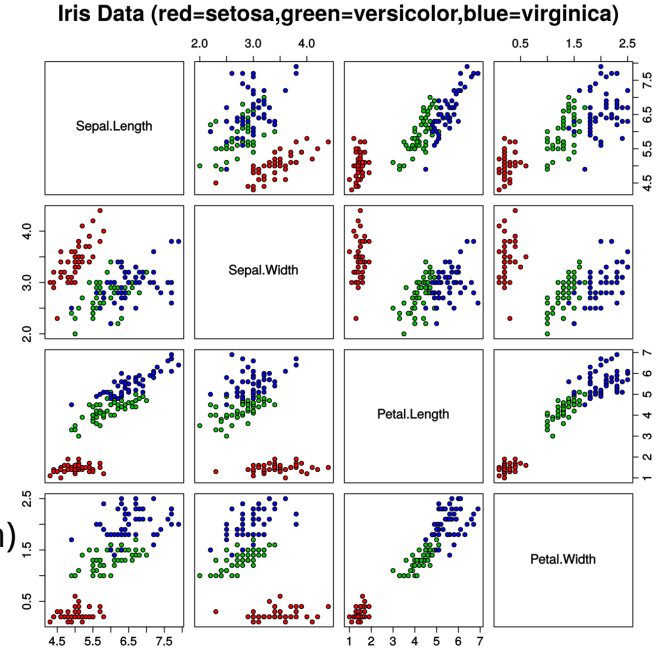 Iris Data (red=setosa,green=versicolor,blue=virginica)
2.0 3.0 4.0
0.5 1.5 2.5
Sepal.Length
4.5 5.5 6.5 7.5
2.0 3.0 4.0
Sepal.Width
Petal.Length
1 2 3 4 5 6 7
0.5 1.5 2.5
Petal.Width
4.5 5.5 6.5 7.5
1 2 3 4 5 6 7
)